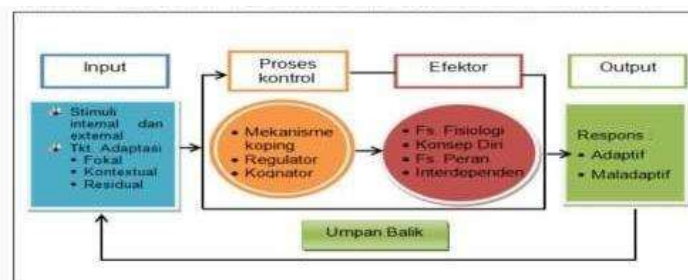 Input
Proses
kontrol
Efektor
Output
Stimuli
internal dan
external
Tkt. Adaptasi
• Fokal
• Kontextual
• Residual
• Mekanisme
koping
• Regulator
• Kognator
• Fs. Fisiologi
• Konsep Diri
• Fs. Peran
• Interdependen
Respons
• Adaptif
• Maladaptif
Umpan Balik